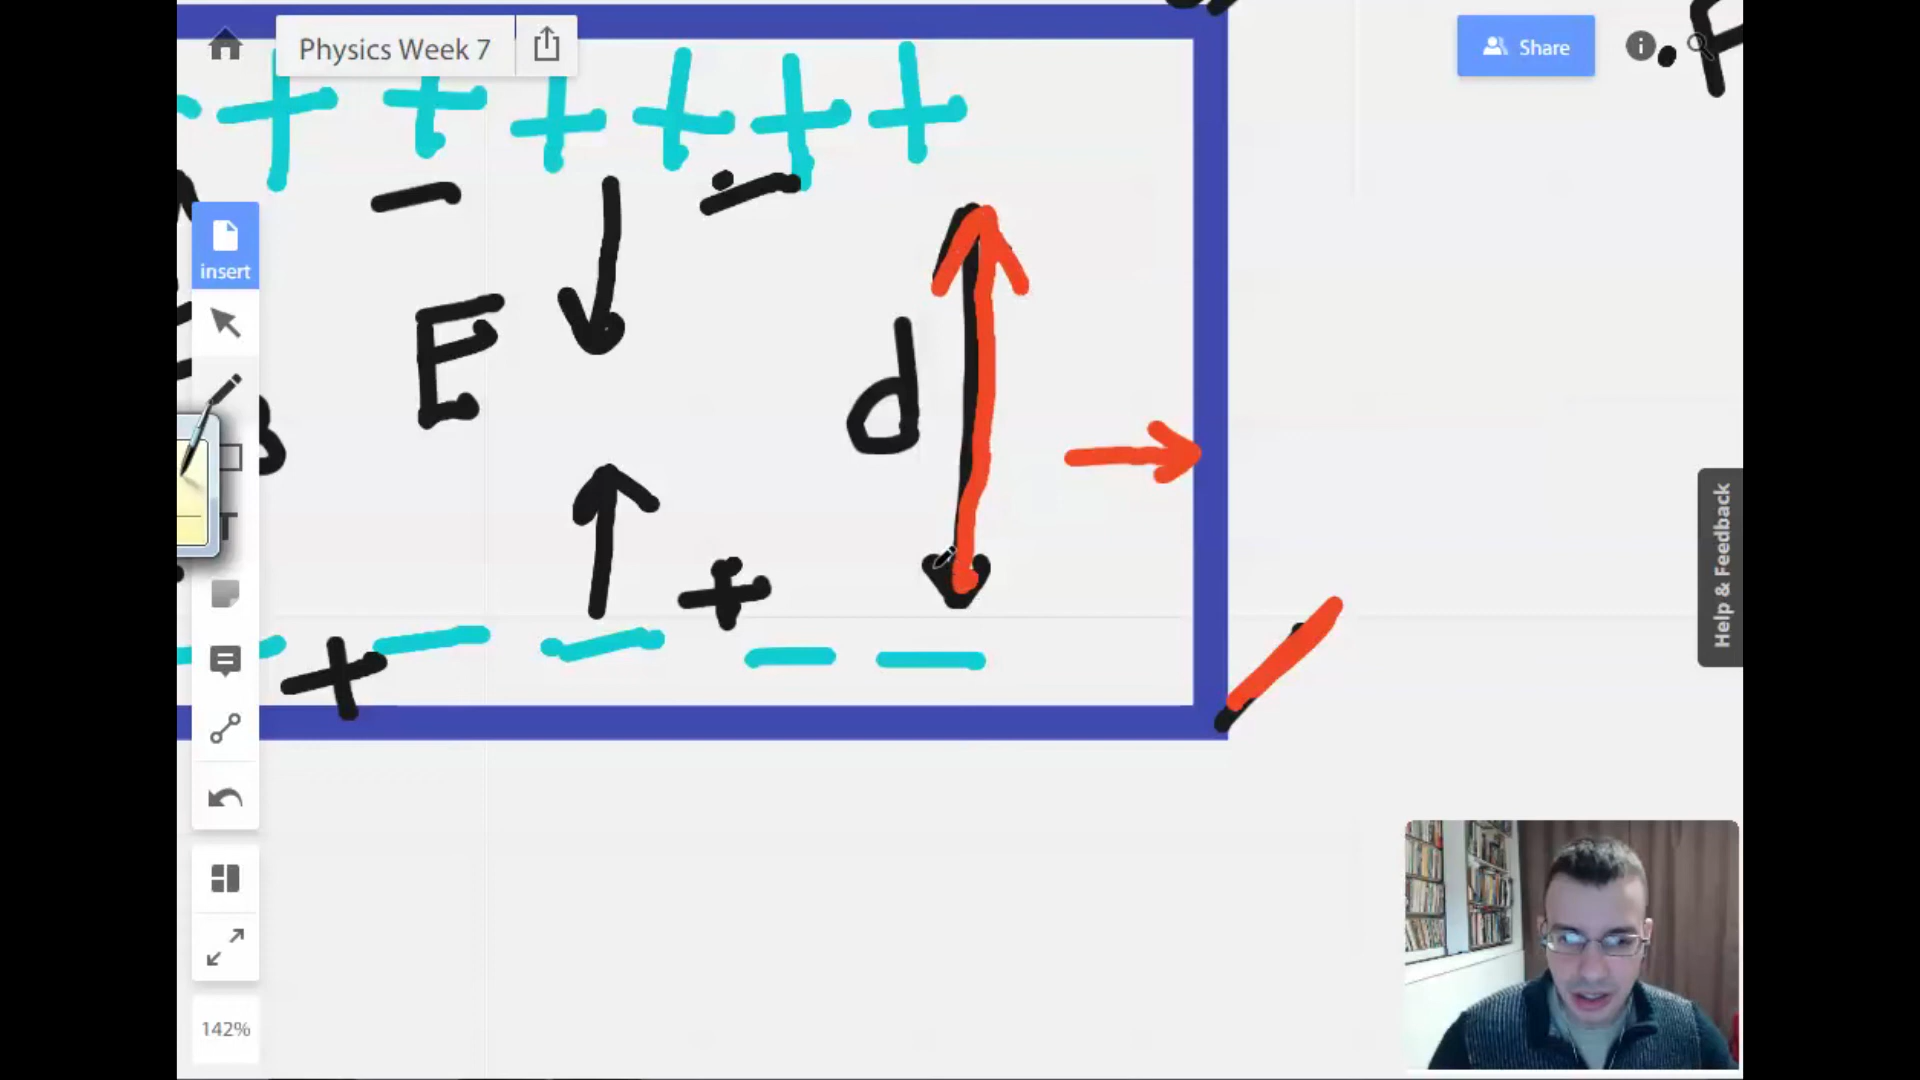 Physics Week 7
Share
+ + + + + +
insert
E
d
+
+
Help & Feedback
142%